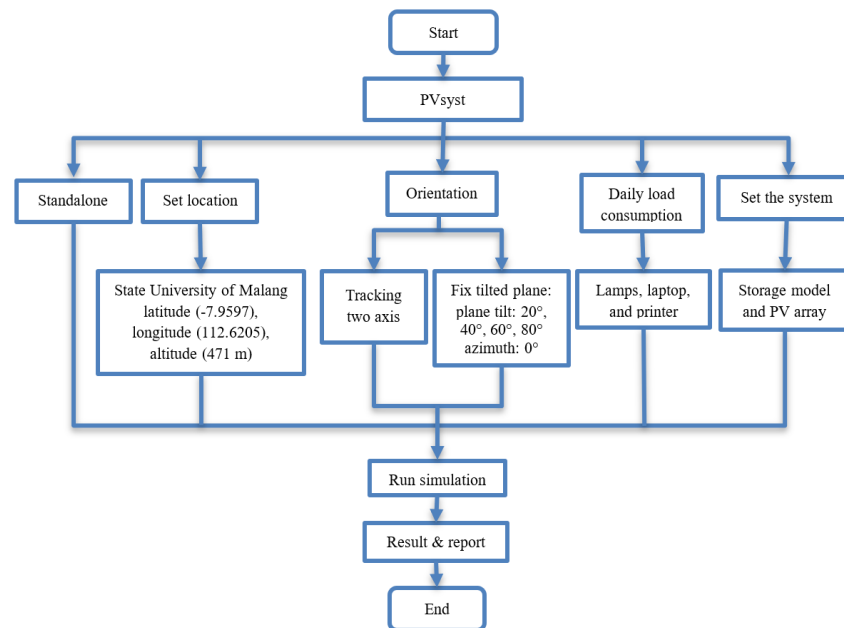 Start
PVsyst
Standalone
Set location
Orientation
Daily load
consumption
Set the system
State University of Malang
latitude (-7.9597),
longitude (112.6205),
altitude (471 m)
Tracking
two axis
Fix tilted plane:
plane tilt: 20°,
40°, 60°, 80°
azimuth: 0°
Lamps, laptop,
and printer
Storage model
and PV array
Run simulation
Result & report
End